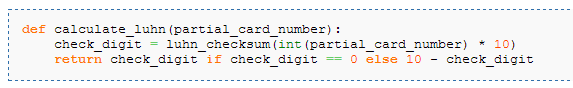 def calculate_luhn(partial_card_number):
    check_digit = luhn_checksum(int(partial_card_number) * 10)
    return check_digit if check_digit == 0 else 10 - check_digit